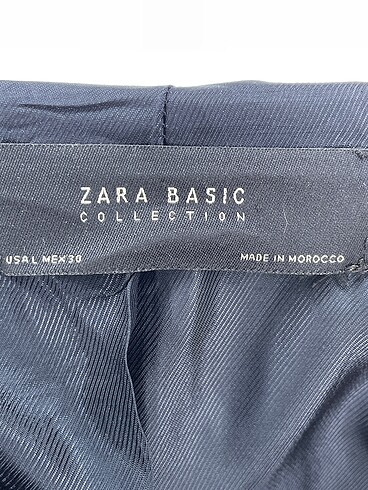 ZARA BASIC
COLLECTION
USA L MEX 30
MADE IN MOROCCO